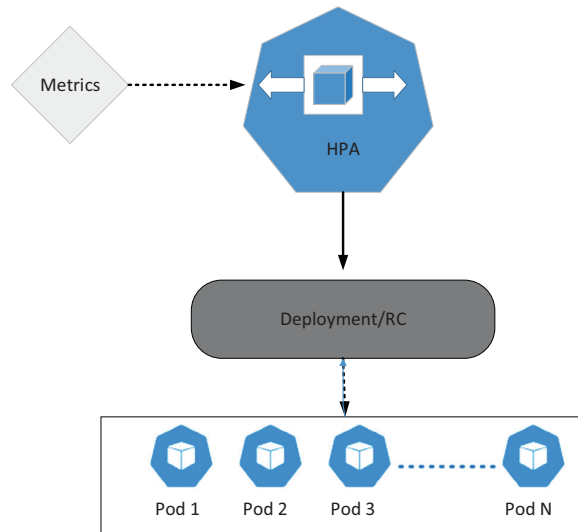 Metrics
HPA
Deployment/RC
Pod 1
Pod 2
Pod 3
Pod N